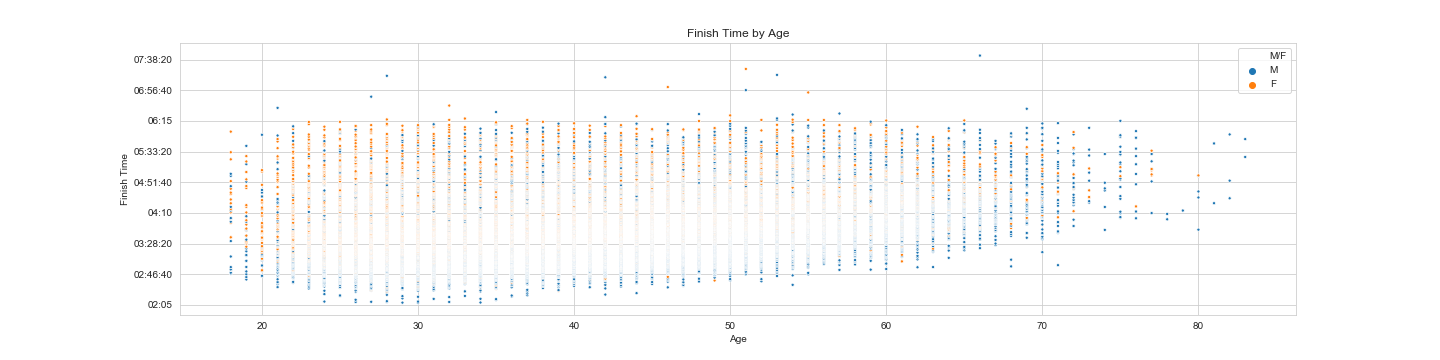 Finish Time by Age
M/F
M
F
Finish Time
07:38:20
06:56:40
06:15
05:33:20
04:51:40
04:10
03:28:20
02:46:40
02:05
20 30 40 50 60 70 80
Age